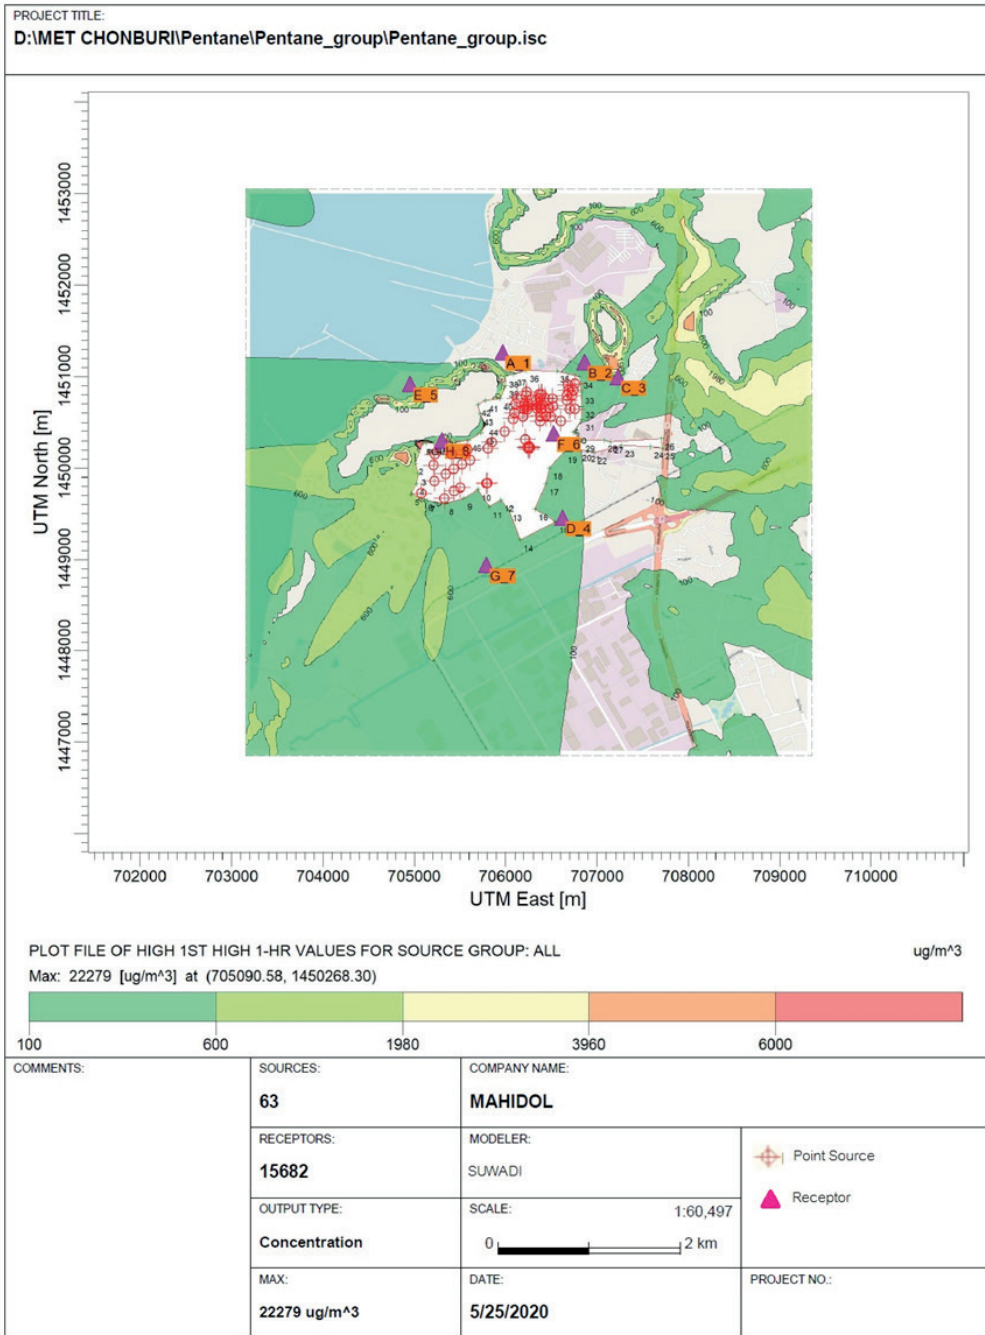 PROJECT TITLE:
D:\MET CHONBURI\Pentane\Pentane_group\Pentane_group.isc
UTM North [m]
1453000
1452000
1451000
1450000
1449000
1448000
1447000
A_1
B_2
C_3
E_5
F_6
H_8
D_4
G_7
100
600
1980
702000 703000 704000 705000 706000 707000 708000 709000 710000
UTM East [m]
PLOT FILE OF HIGH 1ST HIGH 1-HR VALUES FOR SOURCE GROUP: ALL ug/m^3
Max: 22279 [ug/m^3] at (705090.58, 1450268.30)
100 600 1980 3960 6000
COMMENTS:
SOURCES:
63
COMPANY NAME:
MAHIDOL
RECEPTORS:
15682
MODELER:
SUWADI
Point Source
Receptor
OUTPUT TYPE:
Concentration
SCALE: 1:60,497
0 2 km
MAX:
22279 ug/m^3
DATE:
5/25/2020
PROJECT NO.: